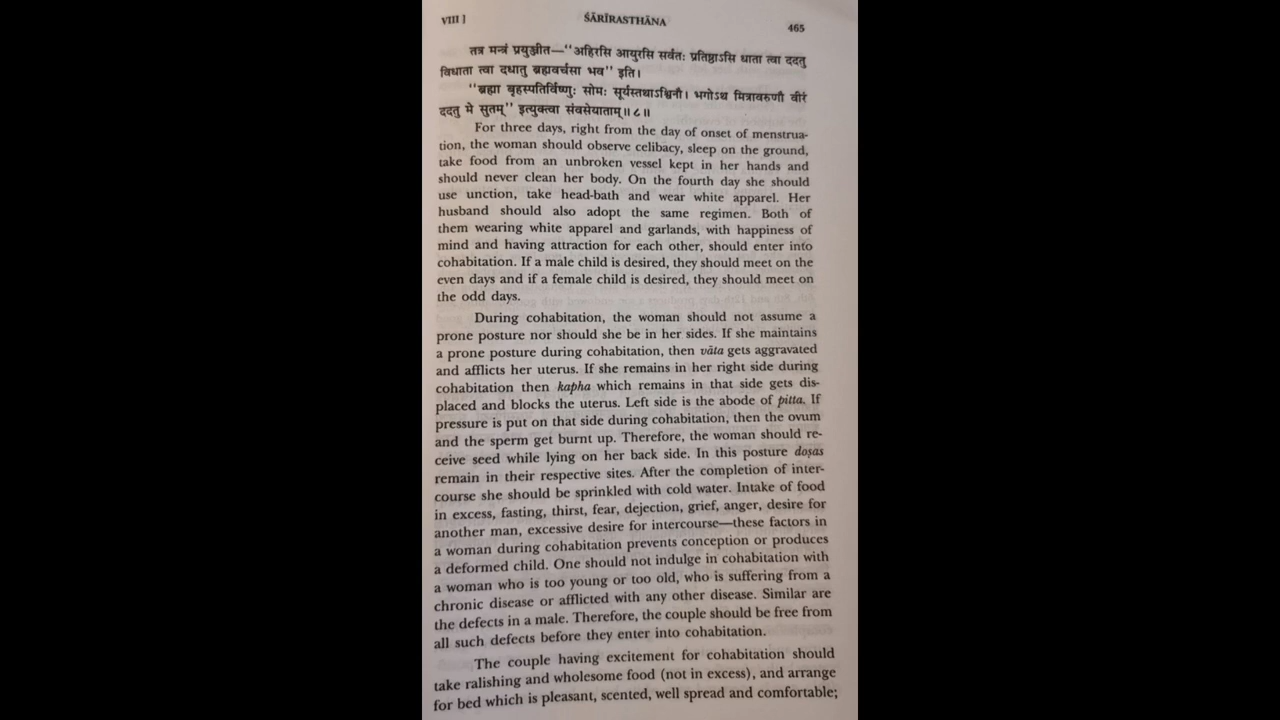 VIII ] ŚĀRĪRASTHĀNA 465
तत्र मन्त्रं प्रयुञ्जीत—"अहिरसि आयुरसि सर्वतः प्रतिष्ठाऽसि धाता त्वा ददतु
विधाता त्वा दधातु ब्रह्मवर्चसा भव" इति।
"ब्रह्मा बृहस्पतिर्विष्णुः सोमः सूर्यस्तथाऽश्विनौ। भगोऽथ मित्रावरुणौ वीरं
ददतु मे सुतम्" इत्युक्त्वा संवसेयाताम्॥८॥
For three days, right from the day of onset of menstrua-
tion, the woman should observe celibacy, sleep on the ground,
take food from an unbroken vessel kept in her hands and
should never clean her body. On the fourth day she should
use unction, take head-bath and wear white apparel. Her
husband should also adopt the same regimen. Both of
them wearing white apparel and garlands, with happiness of
mind and having attraction for each other, should enter into
cohabitation. If a male child is desired, they should meet on the
even days and if a female child is desired, they should meet on
the odd days.
During cohabitation, the woman should not assume a
prone posture nor should she be in her sides. If she maintains
a prone posture during cohabitation, then vāta gets aggravated
and afflicts her uterus. If she remains in her right side during
cohabitation then kapha which remains in that side gets dis-
placed and blocks the uterus. Left side is the abode of pitta. If
pressure is put on that side during cohabitation, then the ovum
and the sperm get burnt up. Therefore, the woman should re-
ceive seed while lying on her back side. In this posture doṣas
remain in their respective sites. After the completion of inter-
course she should be sprinkled with cold water. Intake of food
in excess, fasting, thirst, fear, dejection, grief, anger, desire for
another man, excessive desire for intercourse—these factors in
a woman during cohabitation prevents conception or produces
a deformed child. One should not indulge in cohabitation with
a woman who is too young or too old, who is suffering from a
chronic disease or afflicted with any other disease. Similar are
the defects in a male. Therefore, the couple should be free from
all such defects before they enter into cohabitation.
The couple having excitement for cohabitation should
take ralishing and wholesome food (not in excess), and arrange
for bed which is pleasant, scented, well spread and comfortable;